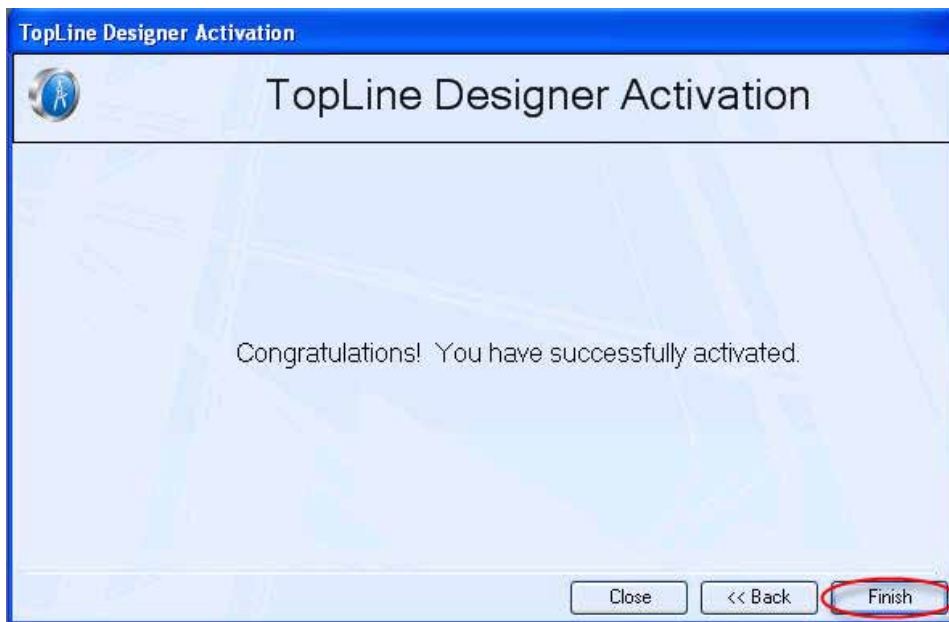 TopLine Designer Activation
TopLine Designer Activation
Congratulations!  You have successfully activated.
Close
<< Back
Finish